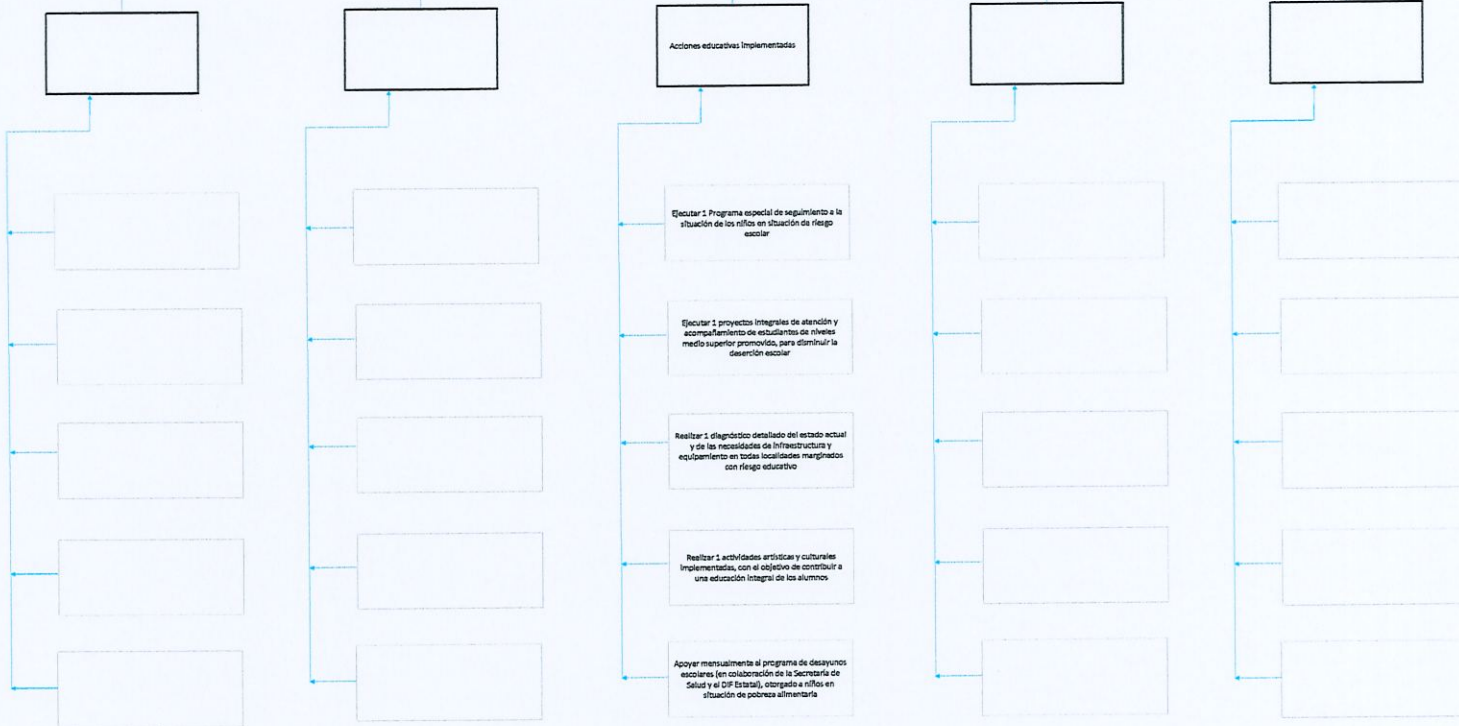 Acciones educativas implementadas
Ejecutar 1 Programa especial de seguimiento a la
situación de los niños en situación de riesgo
escolar
Ejecutar 1 proyectos integrales de atención y
acompañamiento de estudiantes de niveles
medio superior promovido, para disminuir la
deserción escolar
Realizar 1 diagnóstico detallado del estado actual
y de las necesidades de infraestructura y
equipamiento en todas localidades marginados
con riesgo educativo
Realizar 1 actividades artísticas y culturales
implementadas, con el objetivo de contribuir a
una educación integral de los alumnos
Apoyar mensualmente al programa de desayunos
escolares (en colaboración de la Secretaría de
Salud y el DIF Estatal), otorgado a niños en
situación de pobreza alimentaria